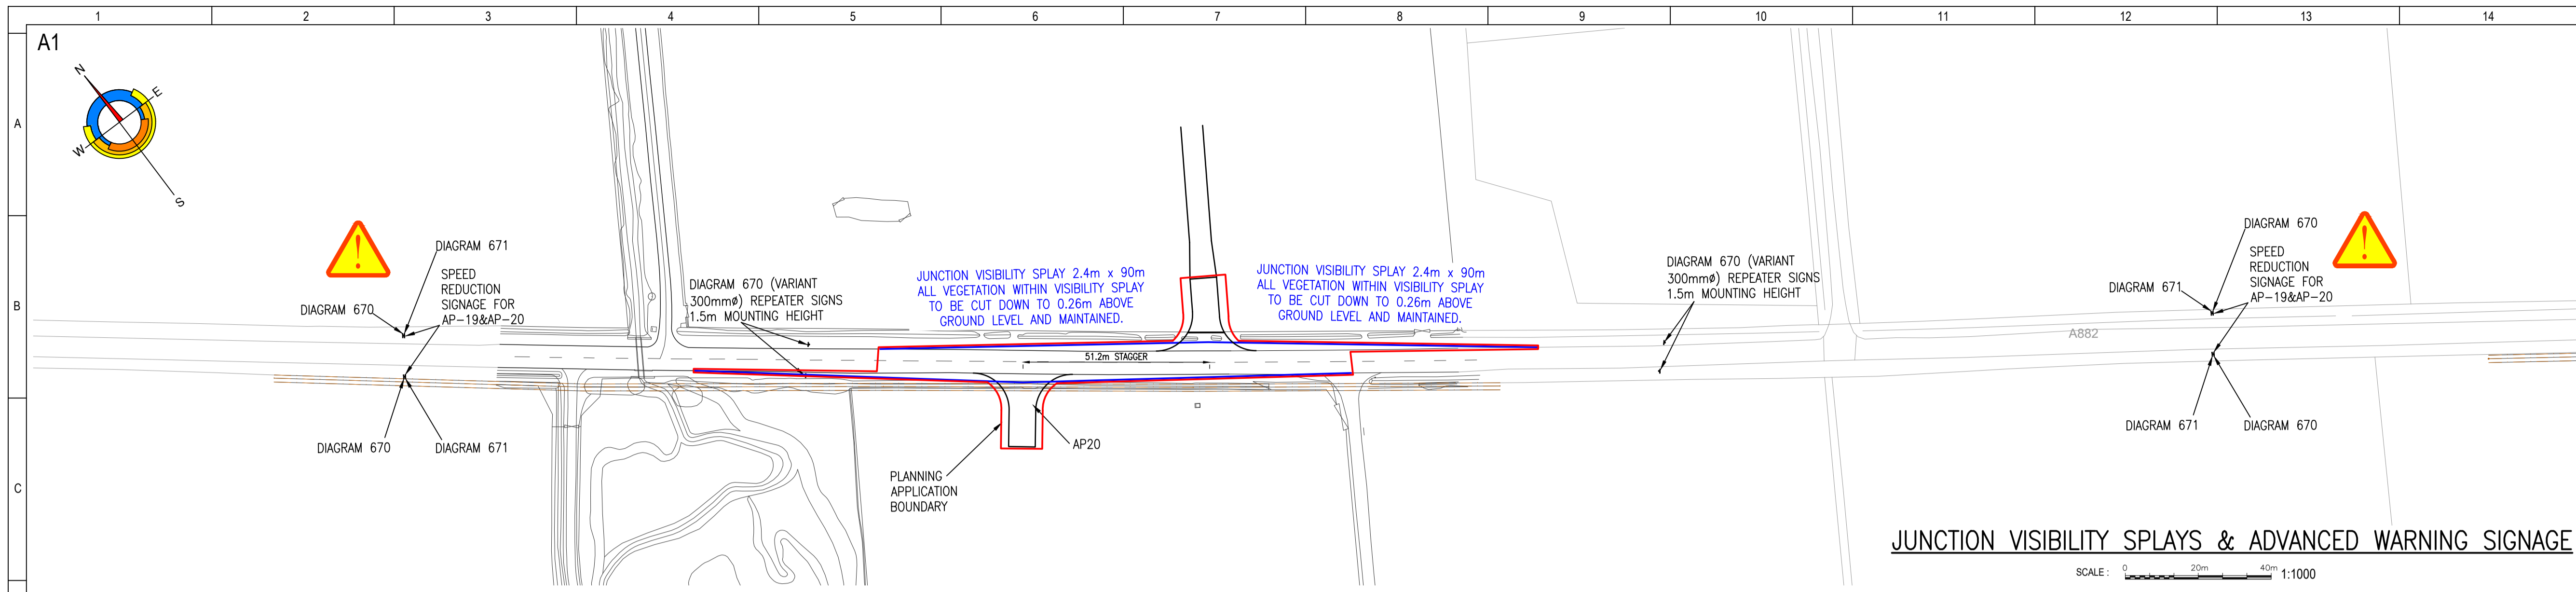 1 2 3 4 5 6 7 8 9 10 11 12 13 14
A1
N
E
W
S
A
B
C
DIAGRAM 671
SPEED
REDUCTION
SIGNAGE FOR
AP-19&AP-20
DIAGRAM 670
DIAGRAM 670
DIAGRAM 671
DIAGRAM 670 (VARIANT
300mmø) REPEATER SIGNS
1.5m MOUNTING HEIGHT
JUNCTION VISIBILITY SPLAY 2.4m x 90m
ALL VEGETATION WITHIN VISIBILITY SPLAY
TO BE CUT DOWN TO 0.26m ABOVE
GROUND LEVEL AND MAINTAINED.
JUNCTION VISIBILITY SPLAY 2.4m x 90m
ALL VEGETATION WITHIN VISIBILITY SPLAY
TO BE CUT DOWN TO 0.26m ABOVE
GROUND LEVEL AND MAINTAINED.
51.2m STAGGER
AP20
PLANNING
APPLICATION
BOUNDARY
DIAGRAM 670 (VARIANT
300mmø) REPEATER SIGNS
1.5m MOUNTING HEIGHT
DIAGRAM 670
SPEED
REDUCTION
SIGNAGE FOR
AP-19&AP-20
DIAGRAM 671
A882
DIAGRAM 671
DIAGRAM 670
JUNCTION VISIBILITY SPLAYS & ADVANCED WARNING SIGNAGE
SCALE : 0 20m 40m 1:1000